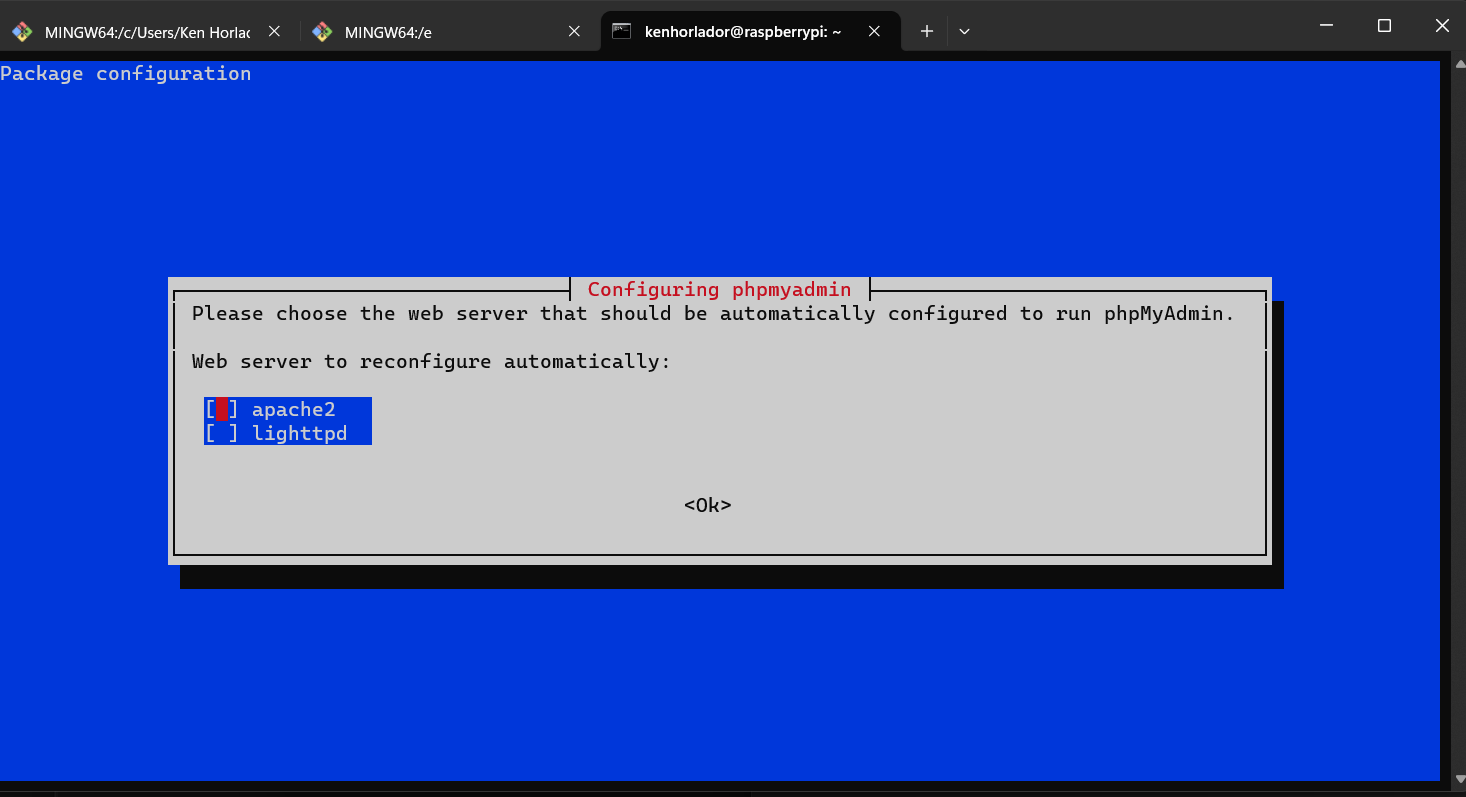 MINGW64:/c/Users/Ken Horlac
MINGW64:/e
kenhorlador@raspberrypi: ~
Package configuration
Configuring phpmyadmin
Please choose the web server that should be automatically configured to run phpMyAdmin.
Web server to reconfigure automatically:
[ ] apache2
[ ] lighttpd
<Ok>